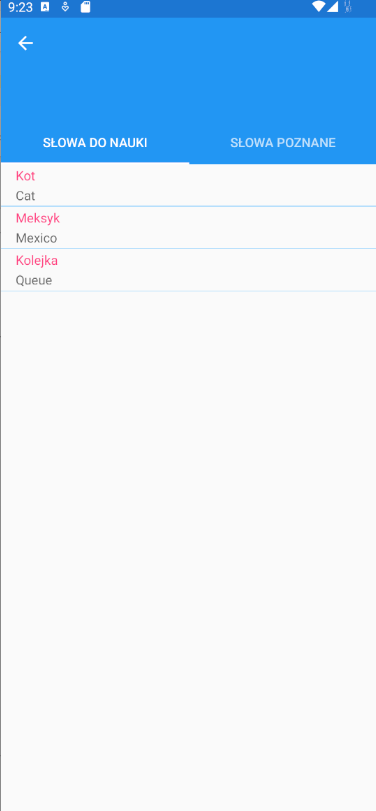 9:23
SŁOWA DO NAUKI
SŁOWA POZNANE
Kot
Cat
Meksyk
Mexico
Kolejka
Queue